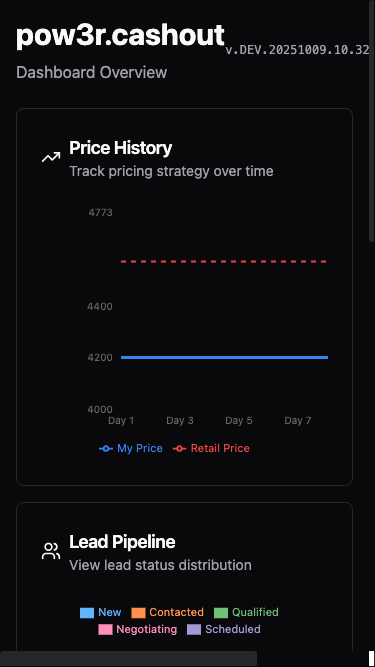 pow3r.cashout
v.DEV.20251009.10.32
Dashboard Overview
Price History
Track pricing strategy over time
4773
4400
4200
4000
Day 1 Day 3 Day 5 Day 7
My Price Retail Price
Lead Pipeline
View lead status distribution
New Contacted Qualified
Negotiating Scheduled